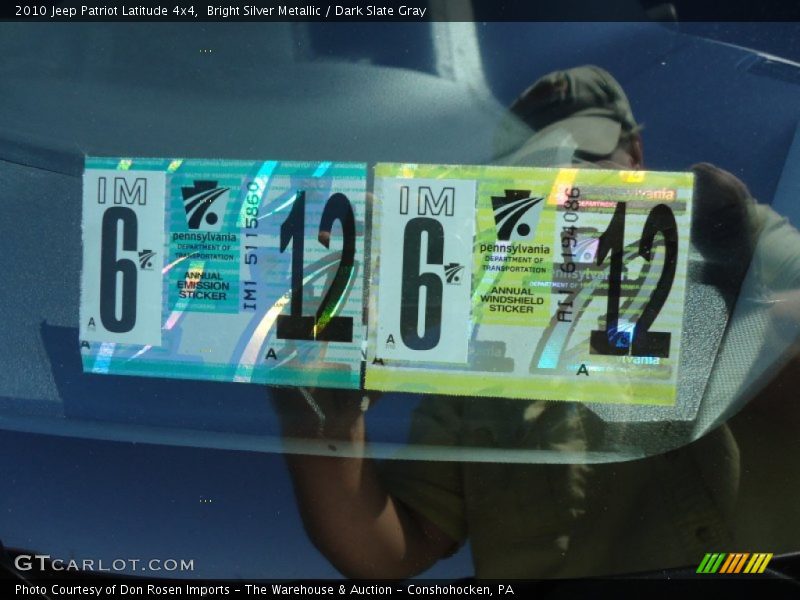 2010 Jeep Patriot Latitude 4x4,  Bright Silver Metallic / Dark Slate Gray
IM
6
A
A
pennsylvania
DEPARTMENT OF
TRANSPORTATION
ANNUAL
EMISSION
STICKER
IM1 5115860
12
A
IM
6
A
A
pennsylvania
DEPARTMENT OF
TRANSPORTATION
ANNUAL
WINDSHIELD
STICKER
AI1 6194086
12
A
GTCARLOT.COM
Photo Courtesy of Don Rosen Imports - The Warehouse & Auction - Conshohocken, PA